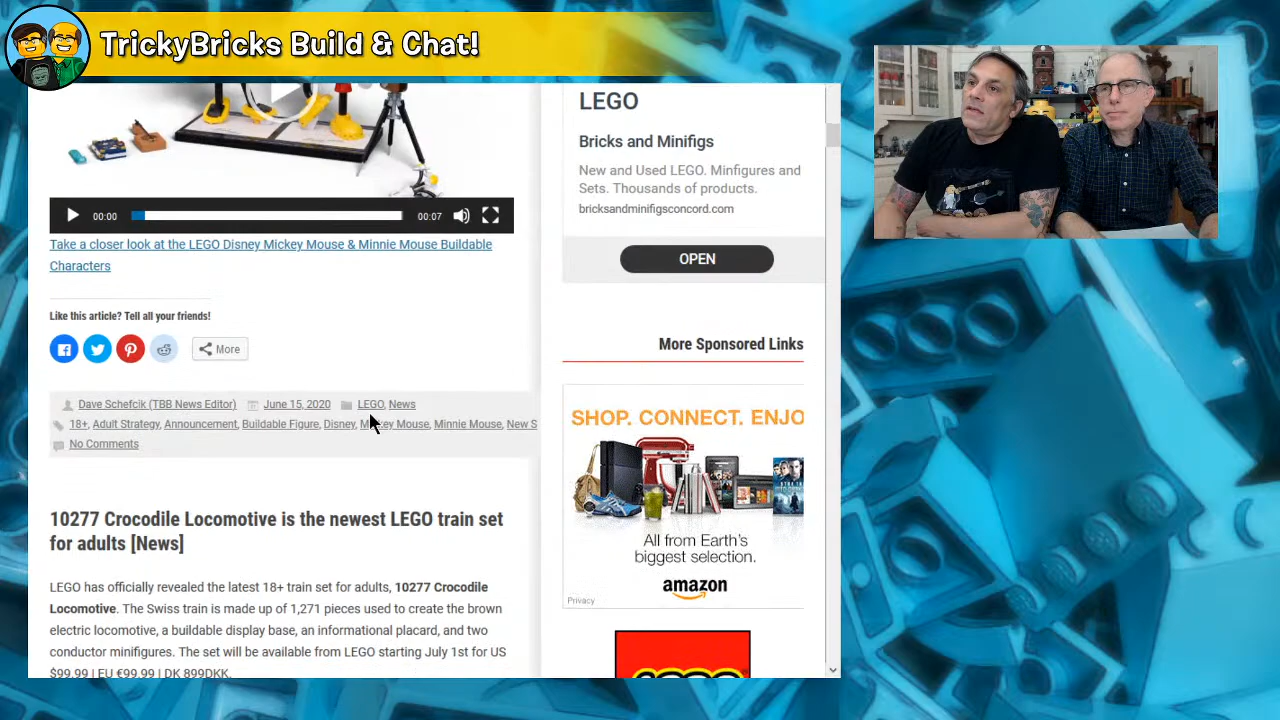 TrickyBricks Build & Chat!
00:00
00:07
Take a closer look at the LEGO Disney Mickey Mouse & Minnie Mouse Buildable
Characters
Like this article? Tell all your friends!
More
Dave Schefcik (TBB News Editor) June 15, 2020 LEGO, News
18+, Adult Strategy, Announcement, Buildable Figure, Disney, Mickey Mouse, Minnie Mouse, New S
No Comments
10277 Crocodile Locomotive is the newest LEGO train set
for adults [News]
LEGO has officially revealed the latest 18+ train set for adults, 10277 Crocodile
Locomotive. The Swiss train is made up of 1,271 pieces used to create the brown
electric locomotive, a buildable display base, an informational placard, and two
conductor minifigures. The set will be available from LEGO starting July 1st for US
$99.99 | EU €99.99 | DK 899DKK.
LEGO
Bricks and Minifigs
New and Used LEGO. Minfigures and
Sets. Thousands of products.
bricksandminifigsconcord.com
OPEN
More Sponsored Links
SHOP. CONNECT. ENJO
All from Earth's
biggest selection.
amazon
Privacy
LEGO